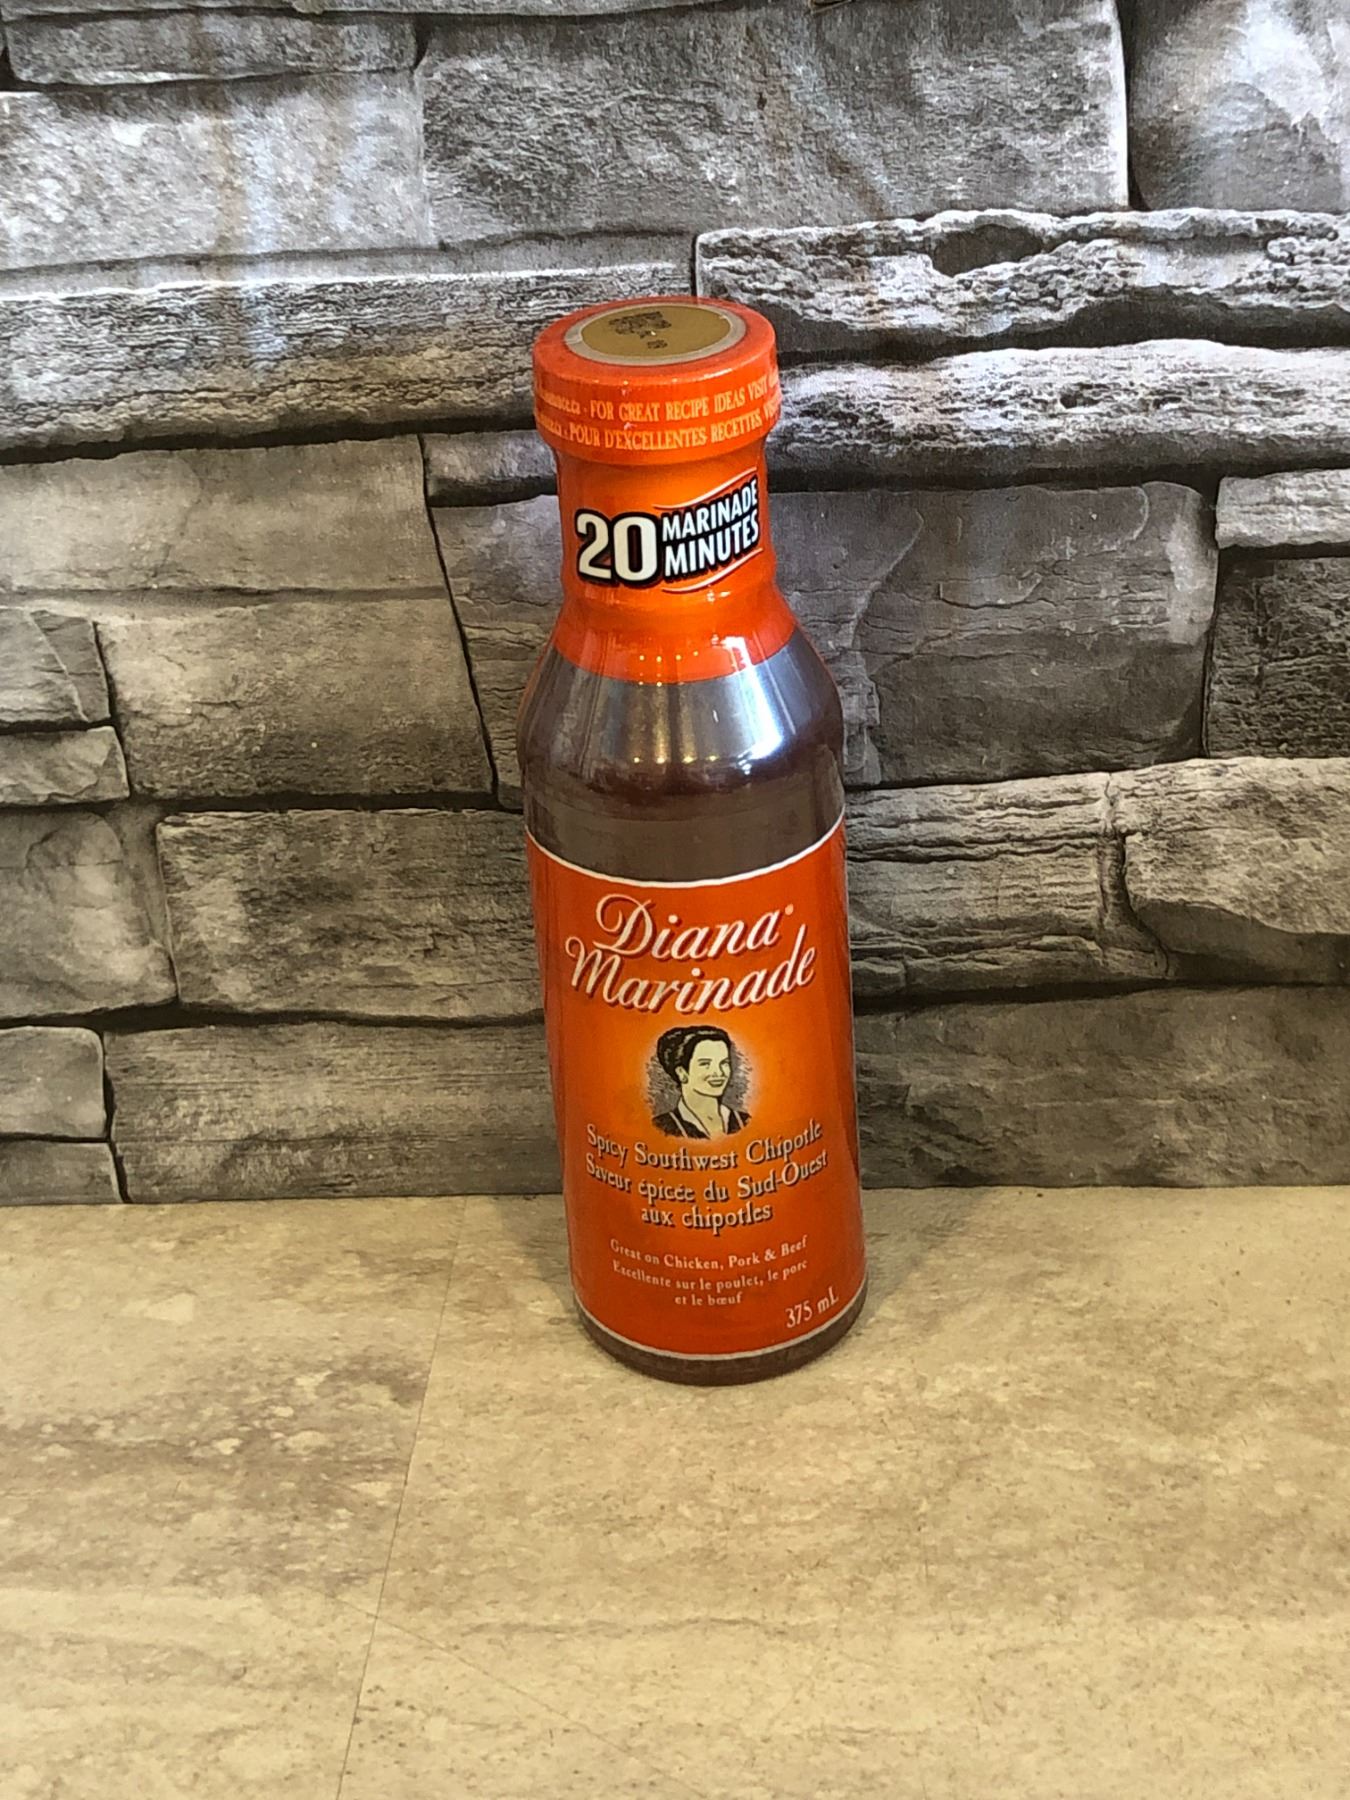 - FOR GREAT RECIPE IDEAS VISIT
- POUR D'EXCELLENTES RECETTES,
20 MARINADE
MINUTES
Diana
Marinade
Spicy Southwest Chipotle
Saveur épicée du Sud-Ouest
aux chipotles
Great on Chicken, Pork & Beef
Excellente sur le poulet, le porc
et le bœuf
375 mL